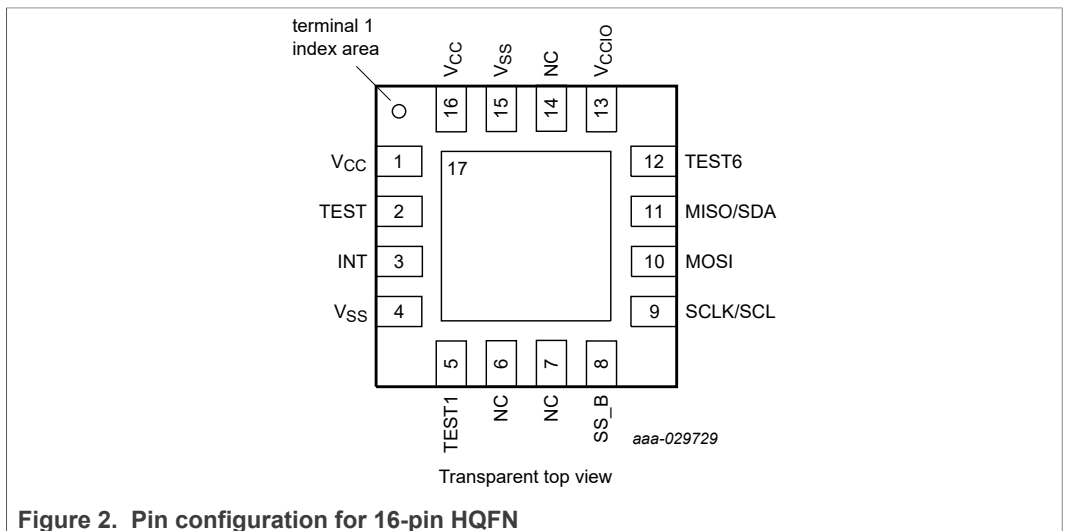 terminal 1
index area
VCC
VSS
NC
VCCIO
16
15
14
13
VCC 1
17
12 TEST6
TEST 2
11 MISO/SDA
INT 3
10 MOSI
VSS 4
9 SCLK/SCL
5
6
7
8
TEST1
NC
NC
SS_B
aaa-029729
Transparent top view
Figure 2. Pin configuration for 16-pin HQFN